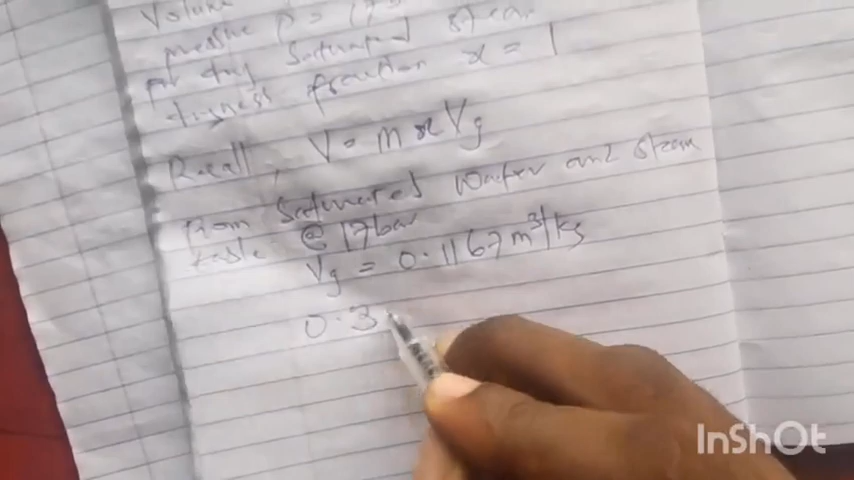 Volume
pressure P = 17
for dry Saturated steam
dryness fraction x = 1
Recall, V = m x Vg
From Saturated Water and Steam
table @ 17bar
Vg = 0.1167 m³/kg
0.3
InShOt